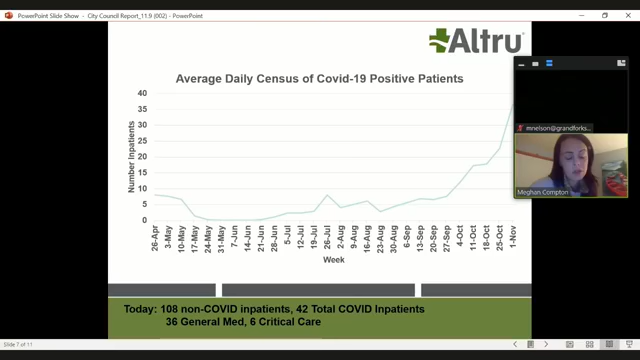 PowerPoint Slide Show - City Council Report_11.9 (002) - PowerPoint
Altru
Average Daily Census of Covid-19 Positive Patients
40
35
30
25
20
15
10
5
0
Number Inpatients
26-Apr
3-May
10-May
17-May
24-May
31-May
7-Jun
14-Jun
21-Jun
28-Jun
5-Jul
12-Jul
19-Jul
26-Jul
2-Aug
9-Aug
16-Aug
23-Aug
30-Aug
6-Sep
13-Sep
20-Sep
27-Sep
4-Oct
11-Oct
18-Oct
25-Oct
1-Nov
Week
mnelson@grandforks...
Meghan Compton
Today: 108 non-COVID inpatients, 42 Total COVID Inpatients
36 General Med, 6 Critical Care
Slide 7 of 11